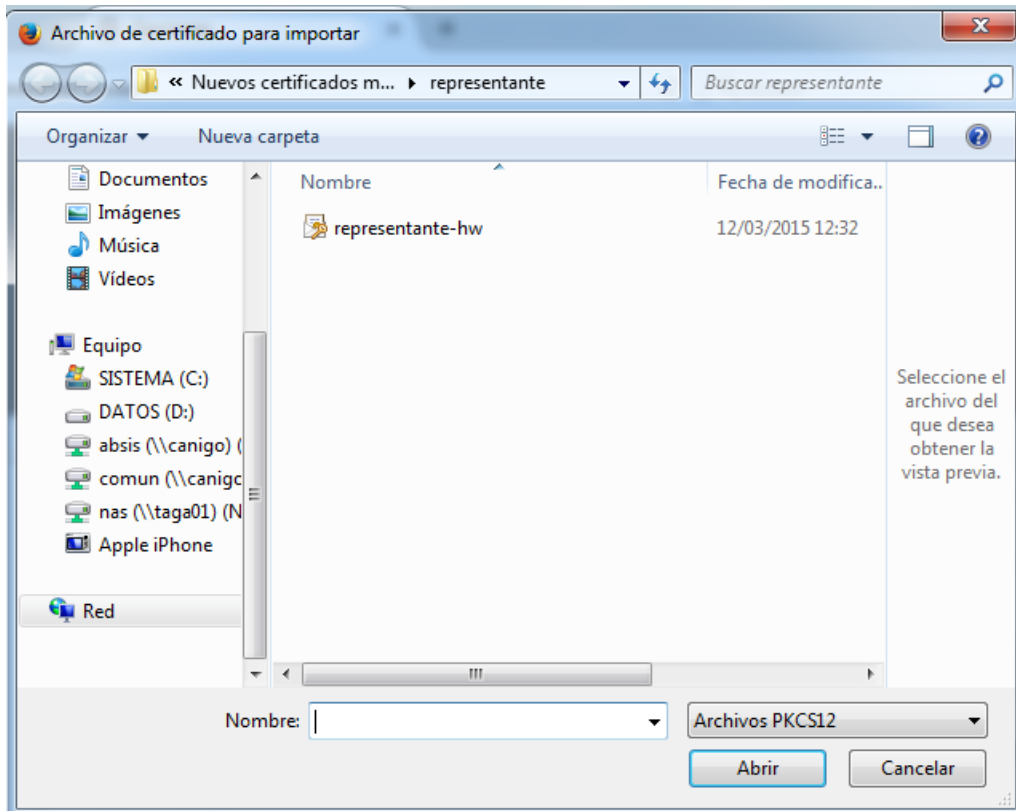 Archivo de certificado para importar
« Nuevos certificados m... representante
Buscar representante
Organizar
Nueva carpeta
Documentos
Imágenes
Música
Vídeos
Equipo
SISTEMA (C:)
DATOS (D:)
absis (\\canigo) (
comun (\\canigc
nas (\\taga01) (N
Apple iPhone
Red
Nombre
Fecha de modifica..
representante-hw
12/03/2015 12:32
Seleccione el
archivo del
que desea
obtener la
vista previa.
Nombre:
Archivos PKCS12
Abrir
Cancelar